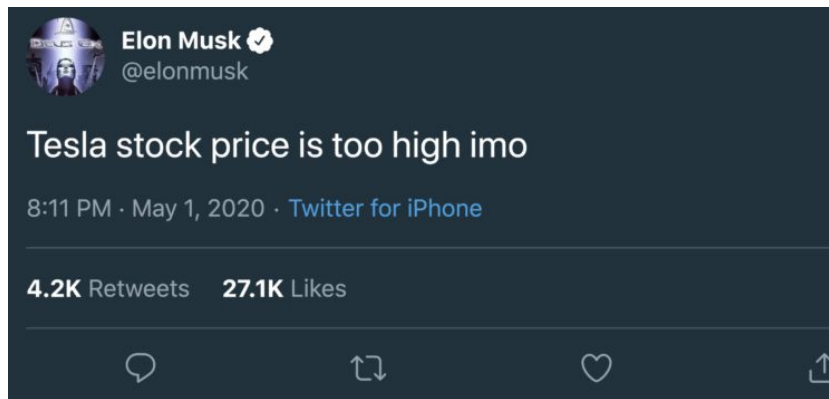 Elon Musk
@elonmusk
Tesla stock price is too high imo
8:11 PM · May 1, 2020 · Twitter for iPhone
4.2K Retweets 27.1K Likes